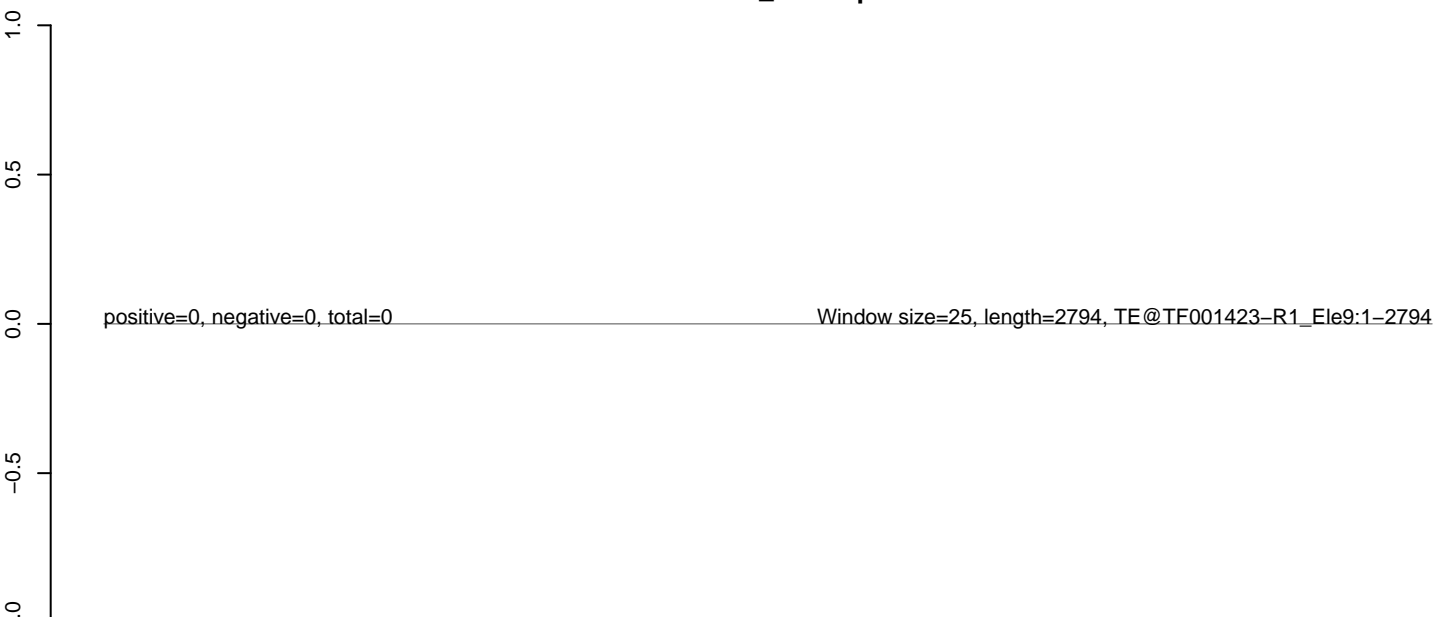 1.0
0.5
0.0
positive=0, negative=0, total=0
Window size=25, length=2794, TE@TF001423−R1_Ele9:1−2794
−0.5